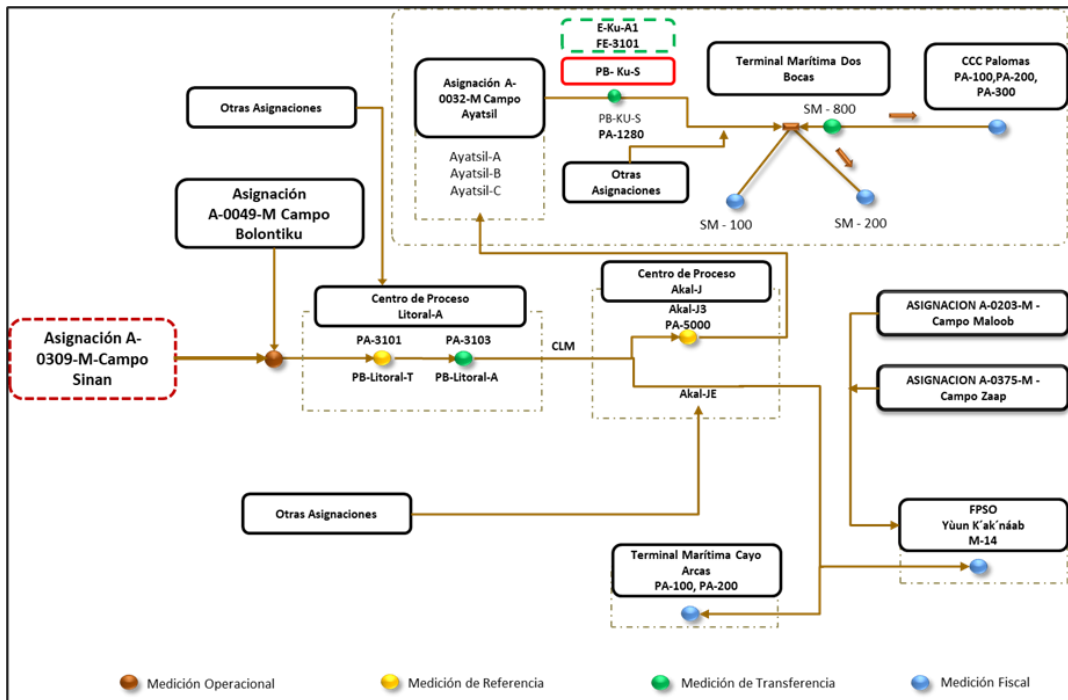 E-Ku-A1
FE-3101
PB- Ku-S
Terminal Marítima Dos
Bocas
CCC Palomas
PA-100,PA-200,
PA-300
Asignación A-
0032-M Campo
Ayatsil
Otras Asignaciones
SM - 800
PB-KU-S
PA-1280
Ayatsil-A
Ayatsil-B
Ayatsil-C
Otras
Asignaciones
Asignación
A-0049-M Campo
Bolontiku
SM - 100
SM - 200
Centro de Proceso
Akal-J
Centro de Proceso
Litoral-A
Akal-J3
PA-5000
ASIGNACION A-0203-M -
Campo Maloob
Asignación A-
0309-M-Campo
Sinan
PA-3101
PA-3103
CLM
PB-Litoral-T
PB-Litoral-A
ASIGNACION A-0375-M -
Campo Zaap
Akal-JE
Otras Asignaciones
FPSO
Yùun K´ak´náab
M-14
Terminal Marítima Cayo
Arcas
PA-100, PA-200
Medición Operacional
Medición de Referencia
Medición de Transferencia
Medición Fiscal